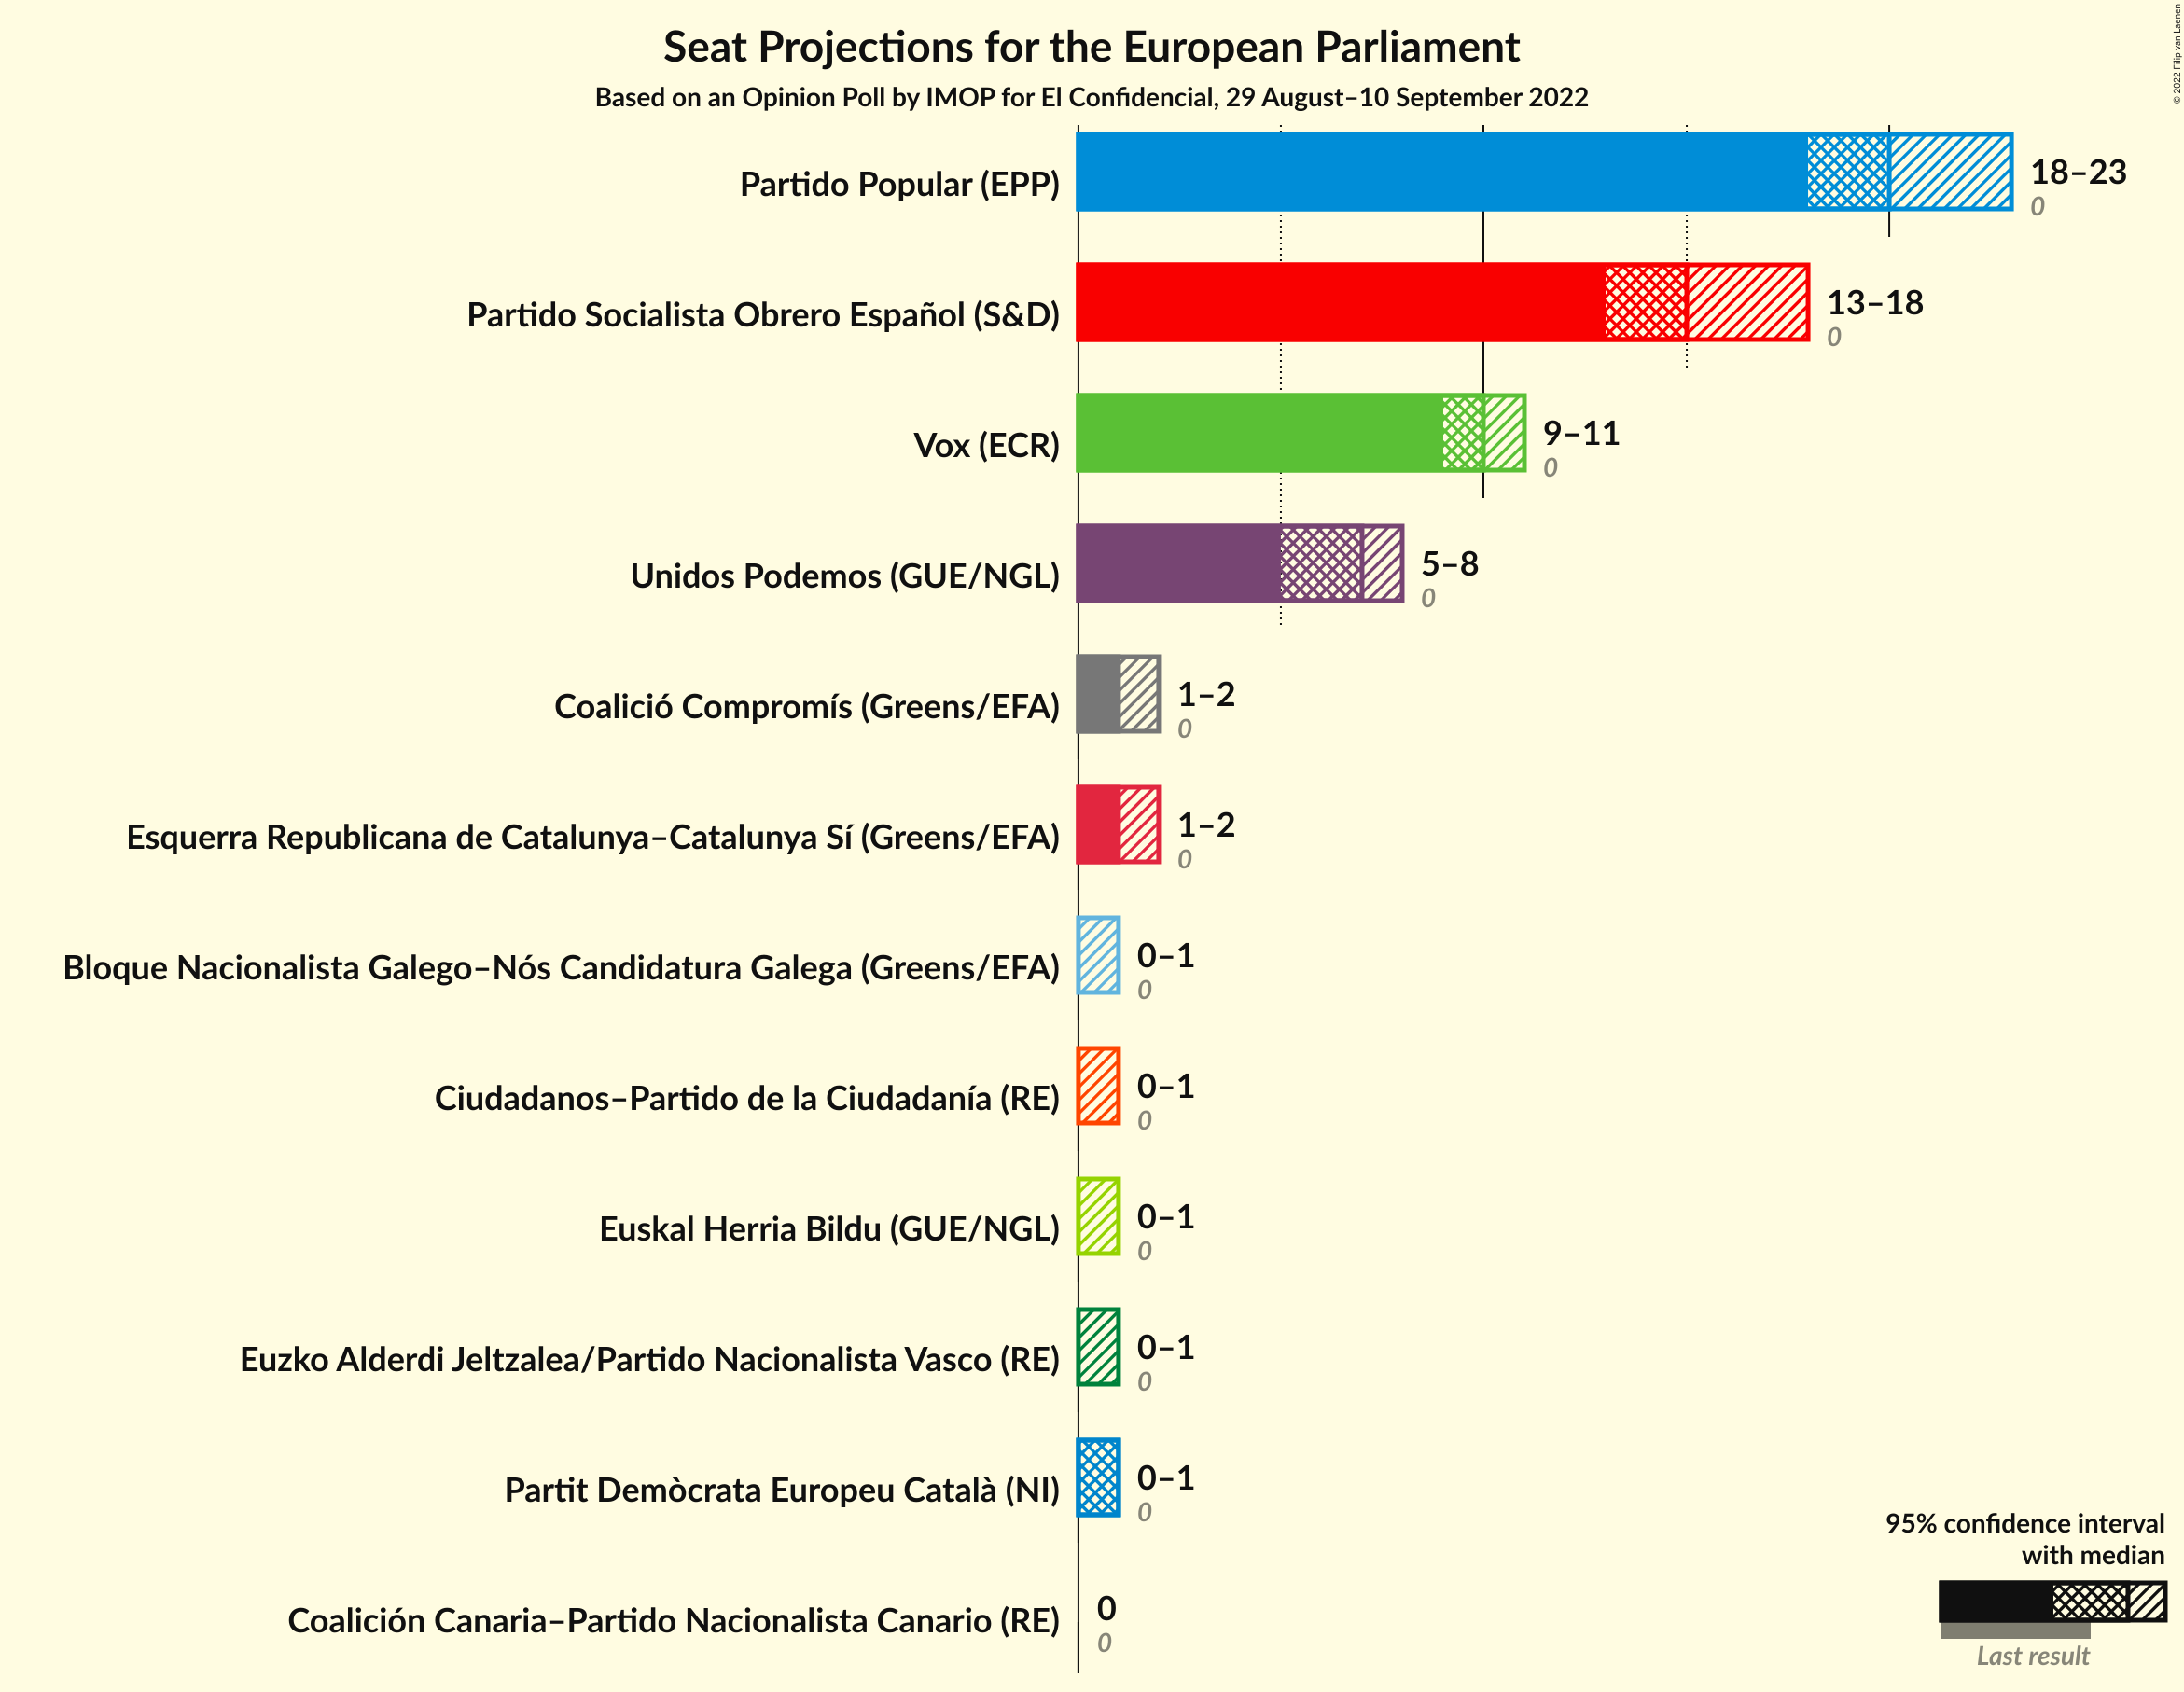 Seat Projections for the European Parliament
Based on an Opinion Poll by IMOP for El Confidencial, 29 August–10 September 2022
© 2022 Filip van Laenen
Partido Popular (EPP)
18–23
0
Partido Socialista Obrero Español (S&D)
13–18
0
Vox (ECR)
9–11
0
Unidos Podemos (GUE/NGL)
5–8
0
Coalició Compromís (Greens/EFA)
1–2
0
Esquerra Republicana de Catalunya–Catalunya Sí (Greens/EFA)
1–2
0
Bloque Nacionalista Galego–Nós Candidatura Galega (Greens/EFA)
0–1
0
Ciudadanos–Partido de la Ciudadanía (RE)
0–1
0
Euskal Herria Bildu (GUE/NGL)
0–1
0
Euzko Alderdi Jeltzalea/Partido Nacionalista Vasco (RE)
0–1
0
Partit Demòcrata Europeu Català (NI)
0–1
0
Coalición Canaria–Partido Nacionalista Canario (RE)
0
0
95% confidence interval
with median
Last result